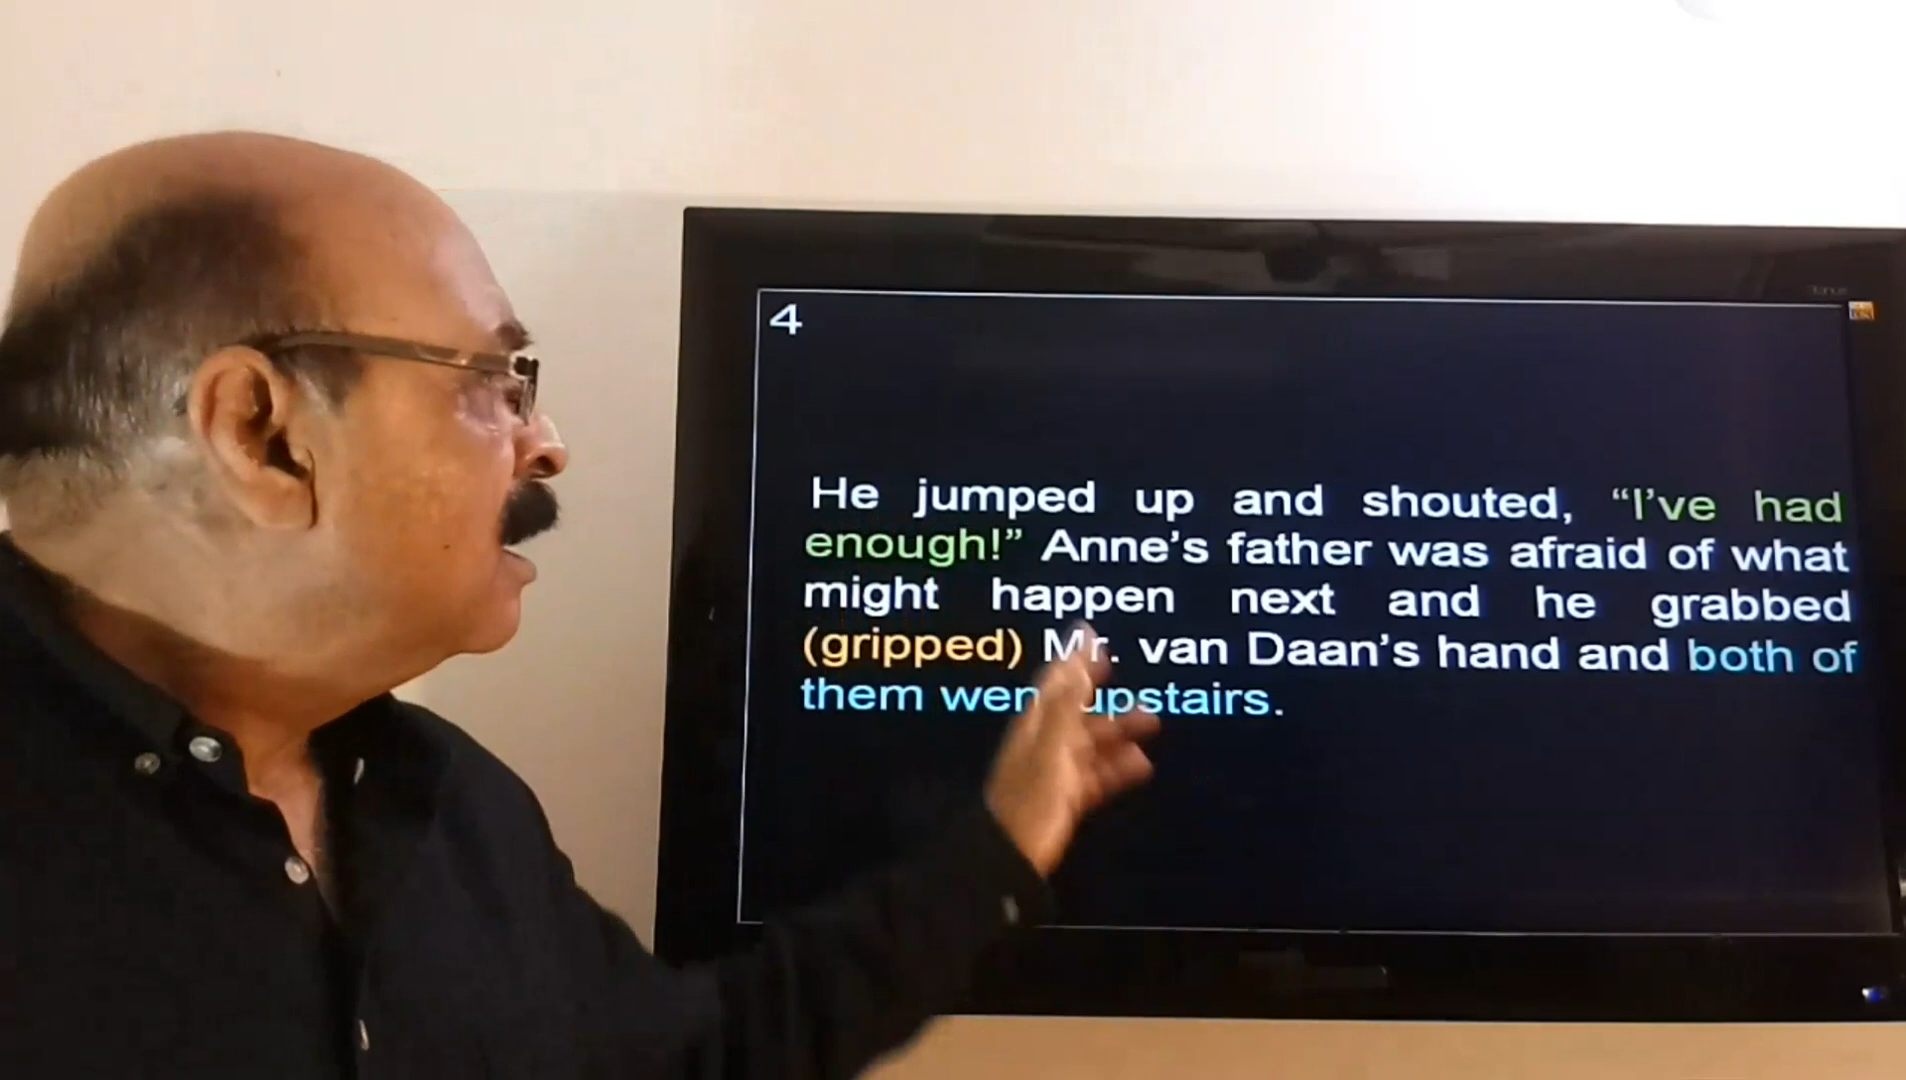 4
He jumped up and shouted, “I’ve had
enough!” Anne’s father was afraid of what
might happen next and he grabbed
(gripped) Mr. van Daan’s hand and both of
them went upstairs.